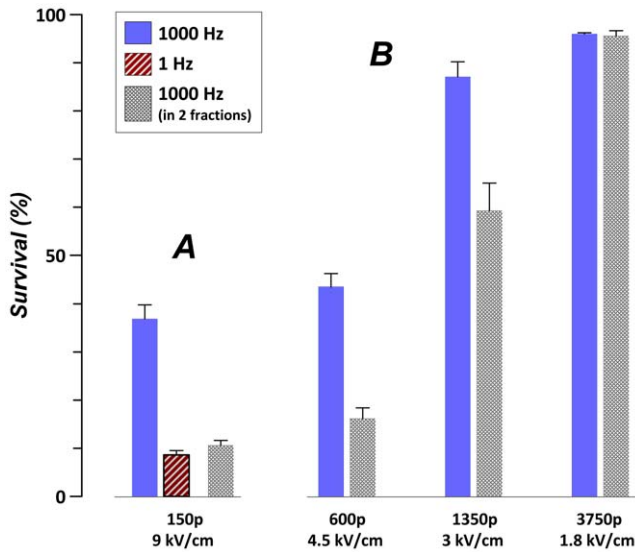 100
1000 Hz
1 Hz
1000 Hz
(in 2 fractions)
B
Survival (%)
50
A
0
150p
9 kV/cm
600p
4.5 kV/cm
1350p
3 kV/cm
3750p
1.8 kV/cm